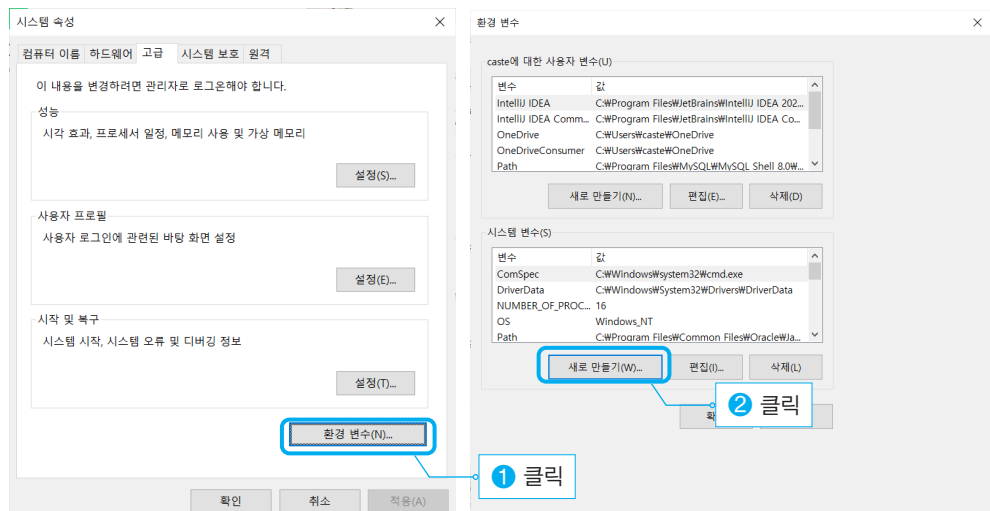 시스템 속성
컴퓨터 이름 하드웨어 고급 시스템 보호 원격
이 내용을 변경하려면 관리자로 로그온해야 합니다.
성능
시각 효과, 프로세서 일정, 메모리 사용 및 가상 메모리
설정(S)...
사용자 프로필
사용자 로그인에 관련된 바탕 화면 설정
설정(E)...
시작 및 복구
시스템 시작, 시스템 오류 및 디버깅 정보
설정(T)...
환경 변수(N)...
❶ 클릭
확인 취소 적용(A)
환경 변수
caste에 대한 사용자 변수(U)
변수 값
IntelliJ IDEA C:₩Program Files₩JetBrains₩IntelliJ IDEA 202...
IntelliJ IDEA Comm... C:₩Program Files₩JetBrains₩IntelliJ IDEA Co...
OneDrive C:₩Users₩caste₩OneDrive
OneDriveConsumer C:₩Users₩caste₩OneDrive
Path C:₩Program Files₩MySQL₩MySQL Shell 8.0₩...
새로 만들기(N)... 편집(E)... 삭제(D)
시스템 변수(S)
변수 값
ComSpec C:₩Windows₩system32₩cmd.exe
DriverData C:₩Windows₩System32₩Drivers₩DriverData
NUMBER_OF_PROC... 16
OS Windows_NT
Path C:₩Program Files₩Common Files₩Oracle₩Ja...
새로 만들기(W)... 편집(I)... 삭제(L)
❷ 클릭